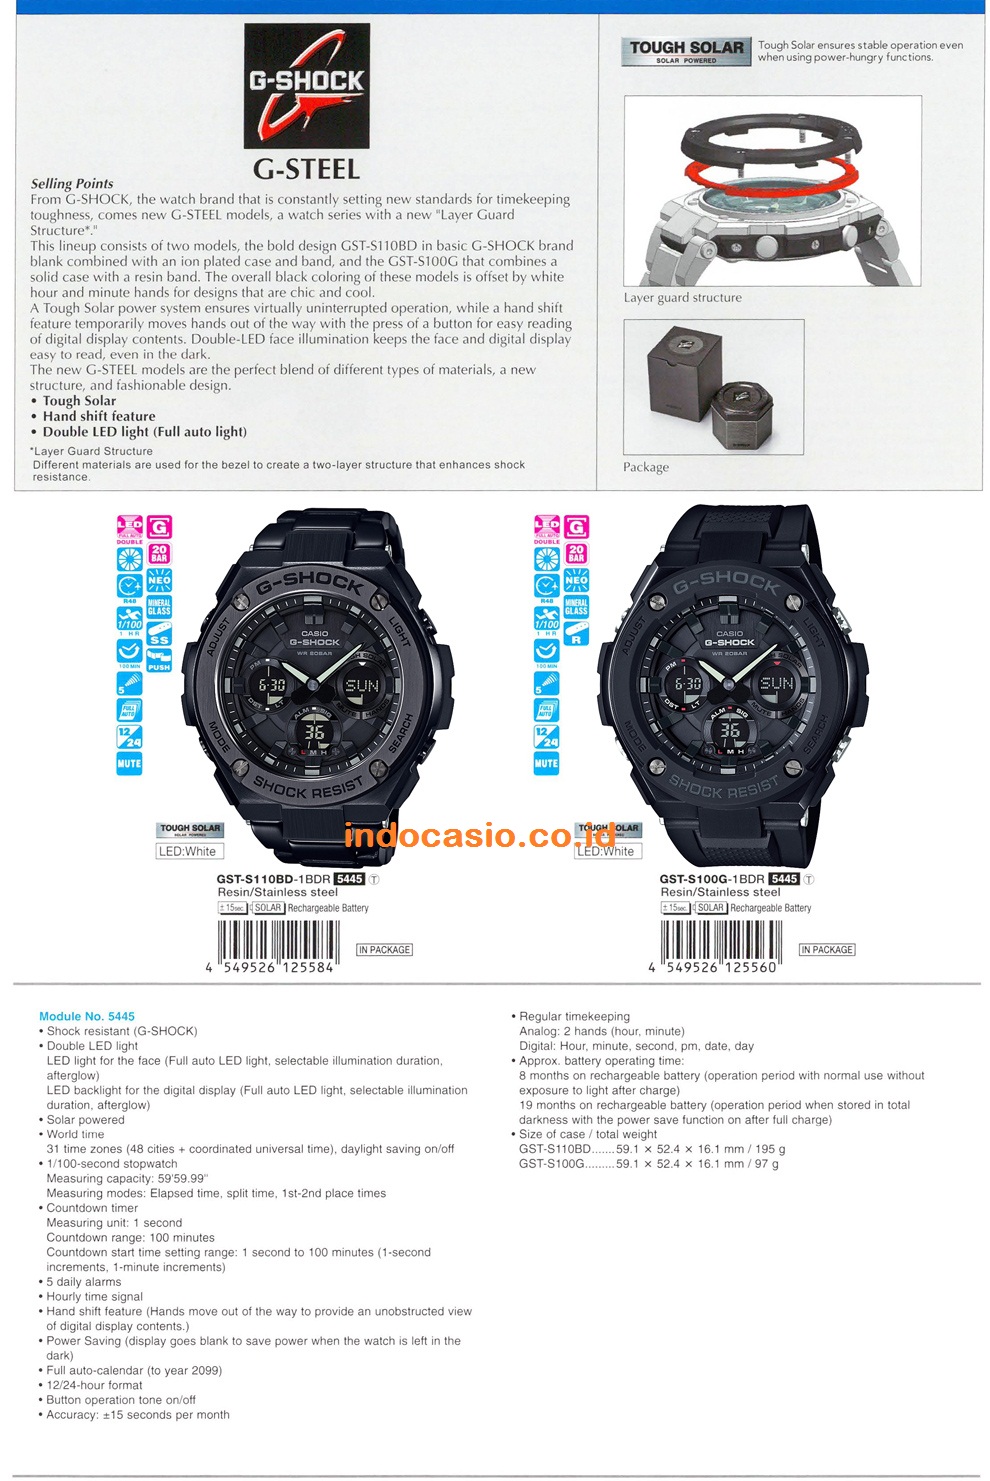 G-SHOCK
G-STEEL
Selling Points
From G-SHOCK, the watch brand that is constantly setting new standards for timekeeping
toughness, comes new G-STEEL models, a watch series with a new "Layer Guard
Structure*."
This lineup consists of two models, the bold design GST-S110BD in basic G-SHOCK brand
blank combined with an ion plated case and band, and the GST-S100G that combines a
solid case with a resin band. The overall black coloring of these models is offset by white
hour and minute hands for designs that are chic and cool.
A Tough Solar power system ensures virtually uninterrupted operation, while a hand shift
feature temporarily moves hands out of the way with the press of a button for easy reading
of digital display contents. Double-LED face illumination keeps the face and digital display
easy to read, even in the dark.
The new G-STEEL models are the perfect blend of different types of materials, a new
structure, and fashionable design.
• Tough Solar
• Hand shift feature
• Double LED light (Full auto light)
*Layer Guard Structure
Different materials are used for the bezel to create a two-layer structure that enhances shock
resistance.
TOUGH SOLAR
SOLAR POWERED
Tough Solar ensures stable operation even
when using power-hungry functions.
Layer guard structure
Package
LED
FULL AUTO
DOUBLE
G
20
BAR
R48
NEO
1/100
1 HR
MINERAL
GLASS
100 MIN
SS
5
PUSH
FULL
AUTO
12/24
MUTE
G-SHOCK
ADJUST
LIGHT
CASIO
G-SHOCK
WR 20BAR
PM
6:30
DST
LT
SUN
ALM
SIG
36
L M H
MODE
SEARCH
SHOCK RESIST
TOUGH SOLAR
SOLAR POWERED
LED:White
GST-S110BD-1BDR 5445 T
Resin/Stainless steel
±15sec. SOLAR Rechargeable Battery
IN PACKAGE
4 549526 125584
LED
FULL AUTO
DOUBLE
G
20
BAR
R48
NEO
1/100
1 HR
MINERAL
GLASS
100 MIN
R
5
FULL
AUTO
12/24
MUTE
G-SHOCK
ADJUST
LIGHT
CASIO
G-SHOCK
WR 20BAR
PM
6:30
DST
LT
SUN
ALM
SIG
36
L M H
MODE
SEARCH
SHOCK RESIST
indocasio.co.id
TOUGH SOLAR
LED:White
GST-S100G-1BDR 5445 T
Resin/Stainless steel
±15sec. SOLAR Rechargeable Battery
IN PACKAGE
4 549526 125560
Module No. 5445
• Shock resistant (G-SHOCK)
• Double LED light
LED light for the face (Full auto LED light, selectable illumination duration,
afterglow)
LED backlight for the digital display (Full auto LED light, selectable illumination
duration, afterglow)
• Solar powered
• World time
31 time zones (48 cities + coordinated universal time), daylight saving on/off
• 1/100-second stopwatch
Measuring capacity: 59'59.99"
Measuring modes: Elapsed time, split time, 1st-2nd place times
• Countdown timer
Measuring unit: 1 second
Countdown range: 100 minutes
Countdown start time setting range: 1 second to 100 minutes (1-second
increments, 1-minute increments)
• 5 daily alarms
• Hourly time signal
• Hand shift feature (Hands move out of the way to provide an unobstructed view
of digital display contents.)
• Power Saving (display goes blank to save power when the watch is left in the
dark)
• Full auto-calendar (to year 2099)
• 12/24-hour format
• Button operation tone on/off
• Accuracy: ±15 seconds per month
• Regular timekeeping
Analog: 2 hands (hour, minute)
Digital: Hour, minute, second, pm, date, day
• Approx. battery operating time:
8 months on rechargeable battery (operation period with normal use without
exposure to light after charge)
19 months on rechargeable battery (operation period when stored in total
darkness with the power save function on after full charge)
• Size of case / total weight
GST-S110BD.......59.1 × 52.4 × 16.1 mm / 195 g
GST-S100G.........59.1 × 52.4 × 16.1 mm / 97 g